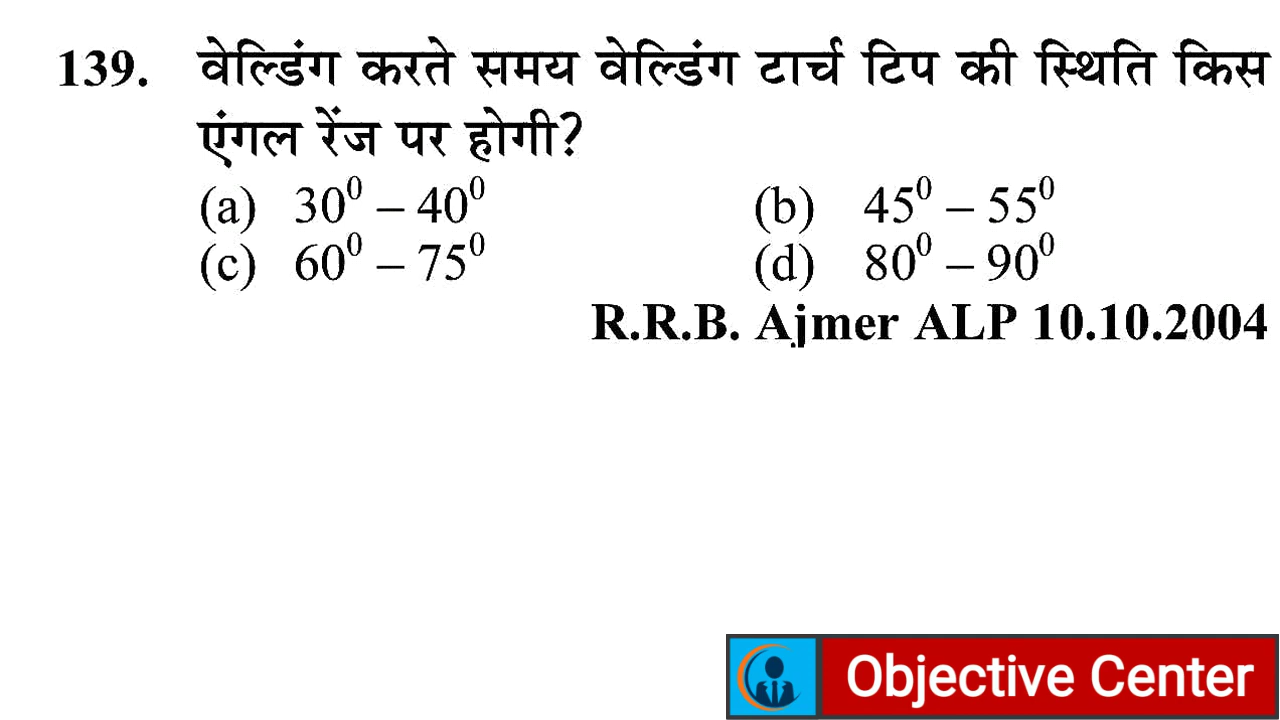 139. वेल्डिंग करते समय वेल्डिंग टार्च टिप की स्थिति किस
एंगल रेंज पर होगी?
(a) 30⁰ – 40⁰ (b) 45⁰ – 55⁰
(c) 60⁰ – 75⁰ (d) 80⁰ – 90⁰
R.R.B. Ajmer ALP 10.10.2004
Objective Center